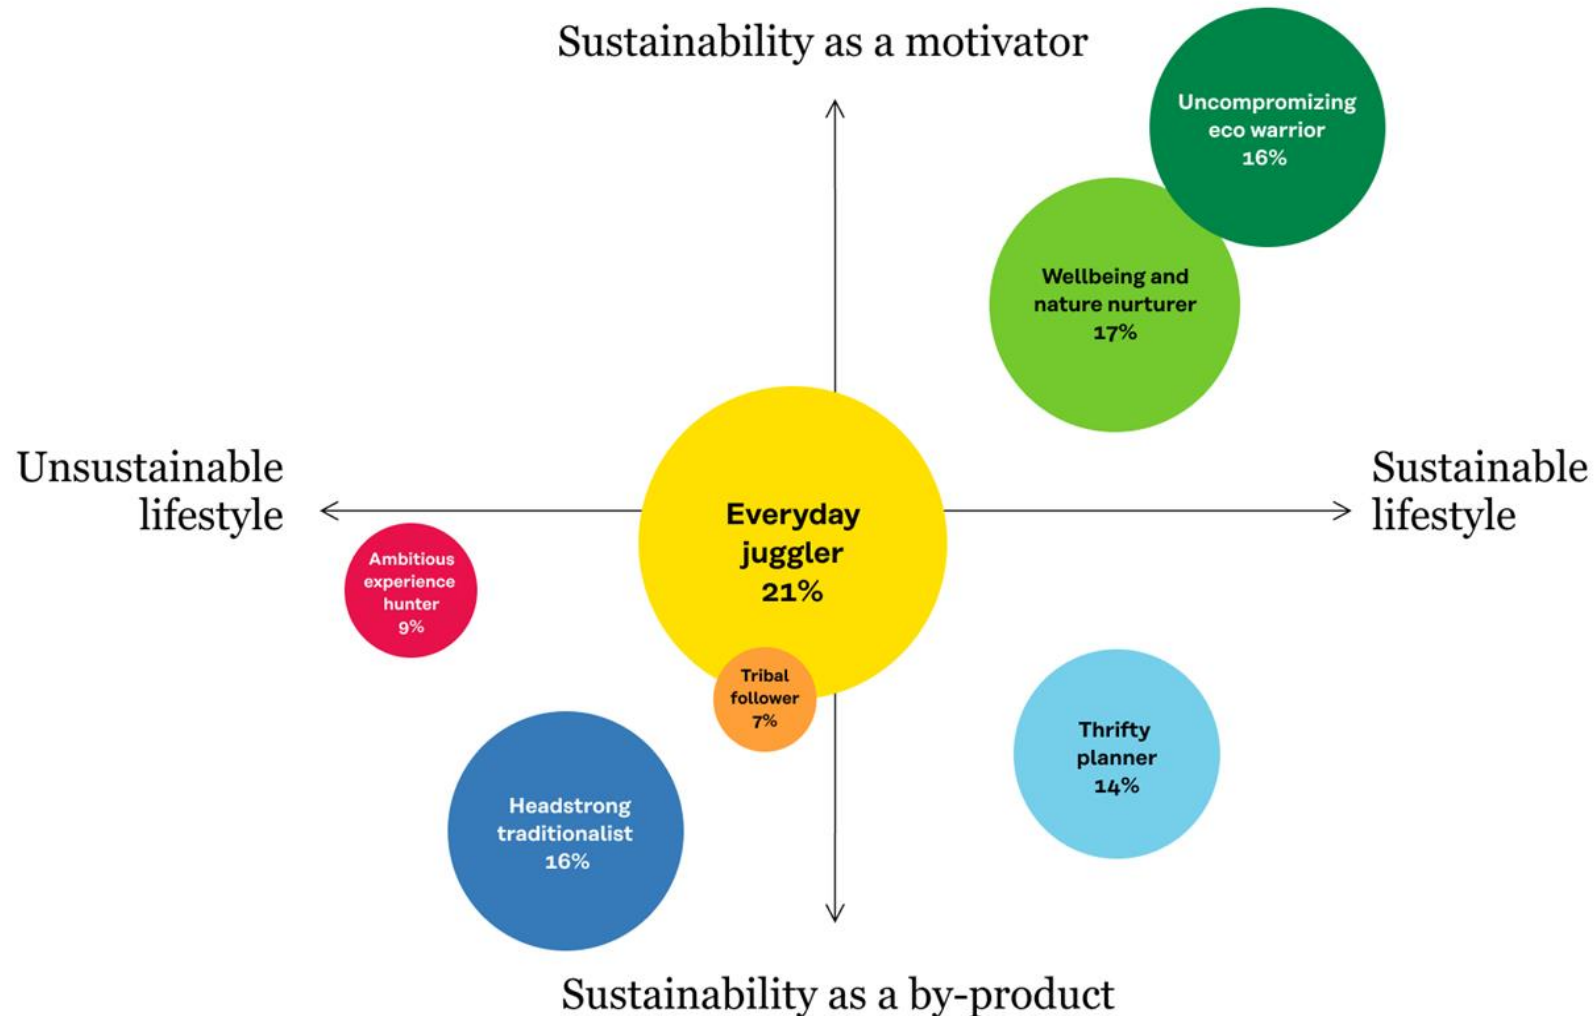 Sustainability as a motivator
Uncompromizing
eco warrior
16%
Wellbeing and
nature nurturer
17%
Unsustainable
lifestyle
Sustainable
lifestyle
Everyday
juggler
21%
Ambitious
experience
hunter
9%
Tribal
follower
7%
Thrifty
planner
14%
Headstrong
traditionalist
16%
Sustainability as a by-product